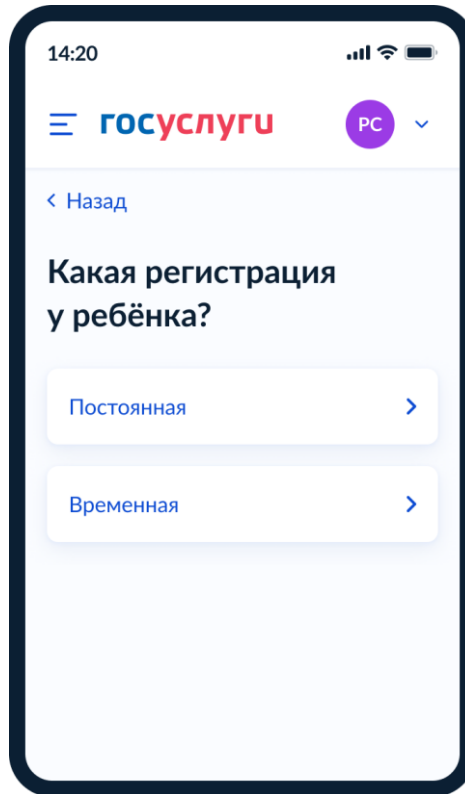 14:20
госуслуги
РС
Назад
Какая регистрация
у ребёнка?
Постоянная
Временная